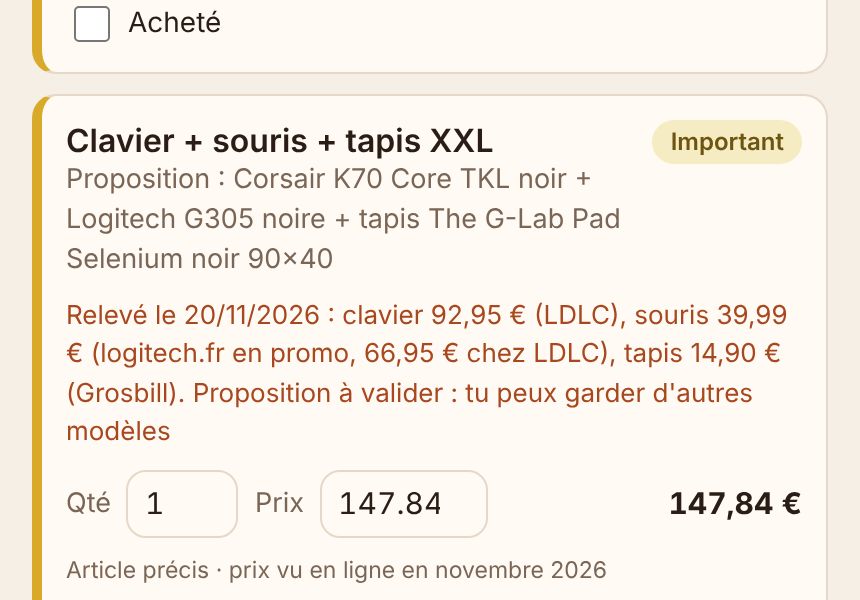 Acheté
Clavier + souris + tapis XXL
Important
Proposition : Corsair K70 Core TKL noir +
Logitech G305 noire + tapis The G-Lab Pad
Selenium noir 90×40
Relevé le 20/11/2026 : clavier 92,95 € (LDLC), souris 39,99
€ (logitech.fr en promo, 66,95 € chez LDLC), tapis 14,90 €
(Grosbill). Proposition à valider : tu peux garder d'autres
modèles
Qté 1 Prix 147.84 147,84 €
Article précis · prix vu en ligne en novembre 2026